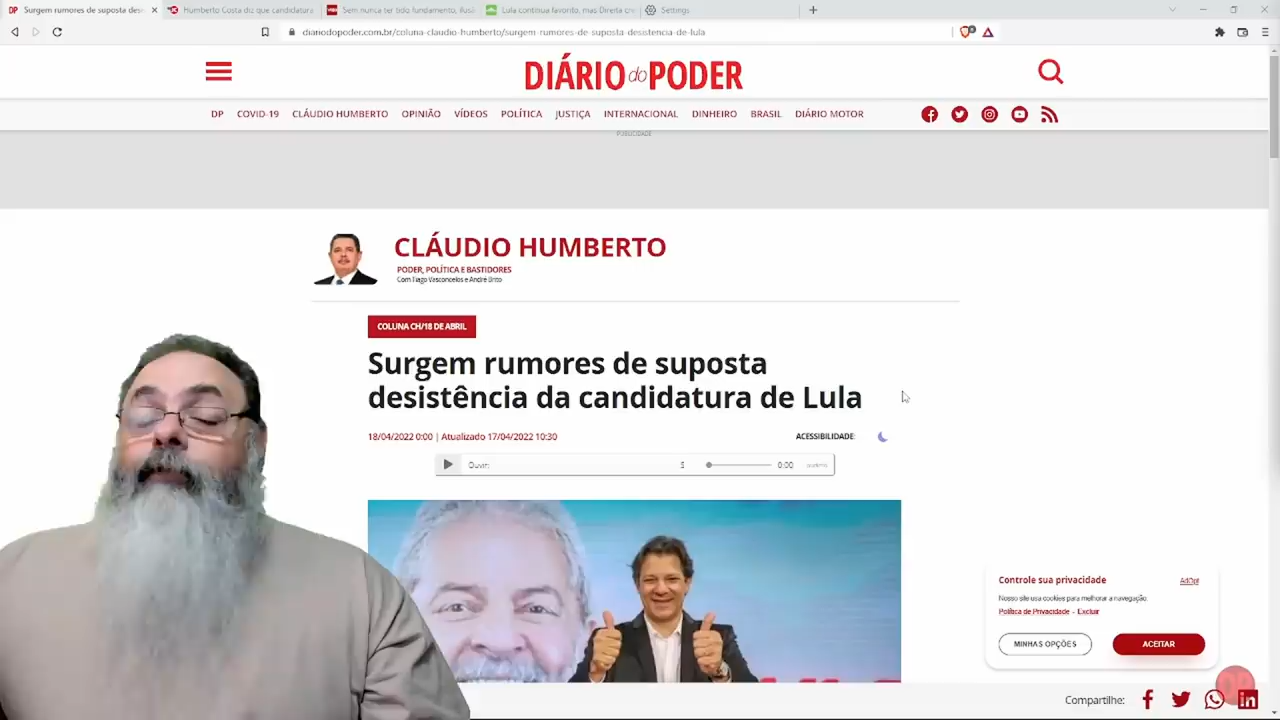 Surgem rumores de suposta des
Humberto Costa diz que candidatura
Sem nunca ter tido fundamento, ilus
Lula continua favorito, mas Direita cre
Settings
diariodopoder.com.br/coluna-claudio-humberto/surgem-rumores-de-suposta-desistencia-de-lula
DIÁRIO do PODER
DP COVID-19 CLÁUDIO HUMBERTO OPINIÃO VÍDEOS POLÍTICA JUSTIÇA INTERNACIONAL DINHEIRO BRASIL DIÁRIO MOTOR
PUBLICIDADE
CLÁUDIO HUMBERTO
PODER, POLÍTICA E BASTIDORES
Com Tiago Vasconcelos e André Brito
COLUNA CH/18 DE ABRIL
Surgem rumores de suposta
desistência da candidatura de Lula
18/04/2022 0:00 | Atualizado 17/04/2022 10:30
ACESSIBILIDADE:
Ouvir: 0:00
Controle sua privacidade AdOpt
Nosso site usa cookies para melhorar a navegação.
Política de Privacidade - Excluir
MINHAS OPÇÕES ACEITAR
Compartilhe: